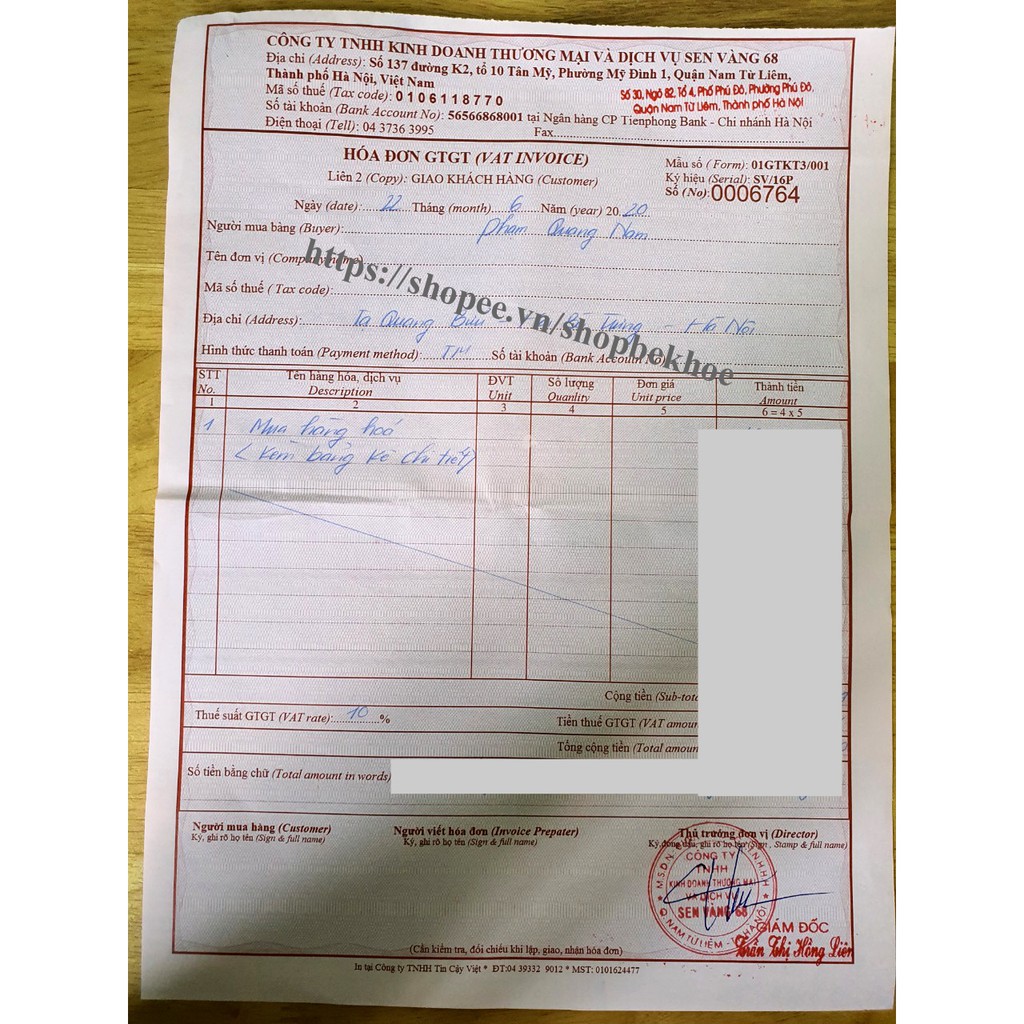 CÔNG TY TNHH KINH DOANH THƯƠNG MẠI VÀ DỊCH VỤ SEN VÀNG 68
Địa chỉ (Address): Số 137 đường K2, tổ 10 Tân Mỹ, Phường Mỹ Đình 1, Quận Nam Từ Liêm,
Thành phố Hà Nội, Việt Nam
Số 30, Ngõ 82, Tổ 4, Phố Phú Đô, Phường Phú Đô,
Quận Nam Từ Liêm, Thành phố Hà Nội
Mã số thuế (Tax code): 0106118770
Số tài khoản (Bank Account No): 56566868001 tại Ngân hàng CP Tienphong Bank - Chi nhánh Hà Nội
Điện thoại (Tell): 04 3736 3995 Fax
HÓA ĐƠN GTGT (VAT INVOICE)
Liên 2 (Copy): GIAO KHÁCH HÀNG (Customer)
Mẫu số (Form): 01GTKT3/001
Ký hiệu (Serial): SV/16P
Số (No): 0006764
Ngày (date): 22 Tháng (month) 6 Năm (year) 20 20
Người mua bàng (Buyer): Phạm Quang Nam
Tên đơn vị (Company name)
https://shopee.vn/shopbekhoe
Mã số thuế (Tax code):
Địa chỉ (Address): Tạ Quang Bửu - Hà Nội
Hình thức thanh toán (Payment method): TM Số tài khoản (Bank Account No)
STT No. Tên hàng hóa, dịch vụ Description ĐVT Unit Số lượng Quanlity Đơn giá Unit price Thành tiền Amount
1 2 3 4 5 6 = 4 x 5
1 Mua hàng hoá
(Kèm bảng kê chi tiết)
Cộng tiền (Sub-tota
Thuế suất GTGT (VAT rate): 10 % Tiền thuế GTGT (VAT amoun
Tổng cộng tiền (Total amoun
Số tiền bằng chữ (Total amount in words)
Người mua hàng (Customer) Người viết hóa đơn (Invoice Prepater) Thủ trưởng đơn vị (Director)
Ký, ghi rõ họ tên (Sign & full name) Ký, ghi rõ họ tên (Sign & full name) Ký, đóng dấu, ghi rõ họ tên (Sign, Stamp & full name)
CÔNG TY
TNHH
KINH DOANH THƯƠNG MẠI
VÀ DỊCH VỤ
SEN VÀNG 68
GIÁM ĐỐC
Trần Thị Hồng Liên
(Cần kiểm tra, đối chiếu khi lập, giao, nhận hóa đơn)
In tại Công ty TNHH Tin Cậy Việt * ĐT:04 39332 9012 * MST: 0101624477